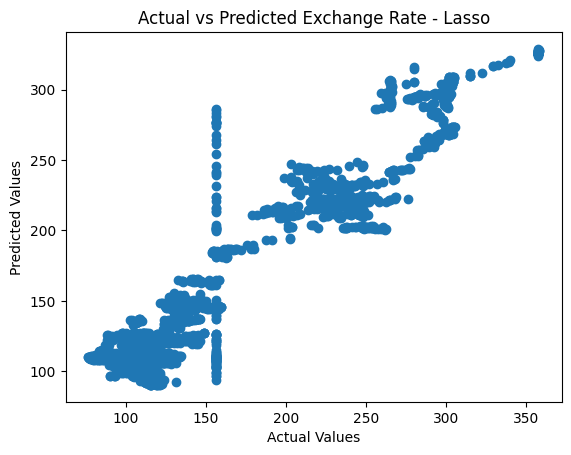 Actual vs Predicted Exchange Rate - Lasso
Predicted Values
300
250
200
150
100
100 150 200 250 300 350
Actual Values